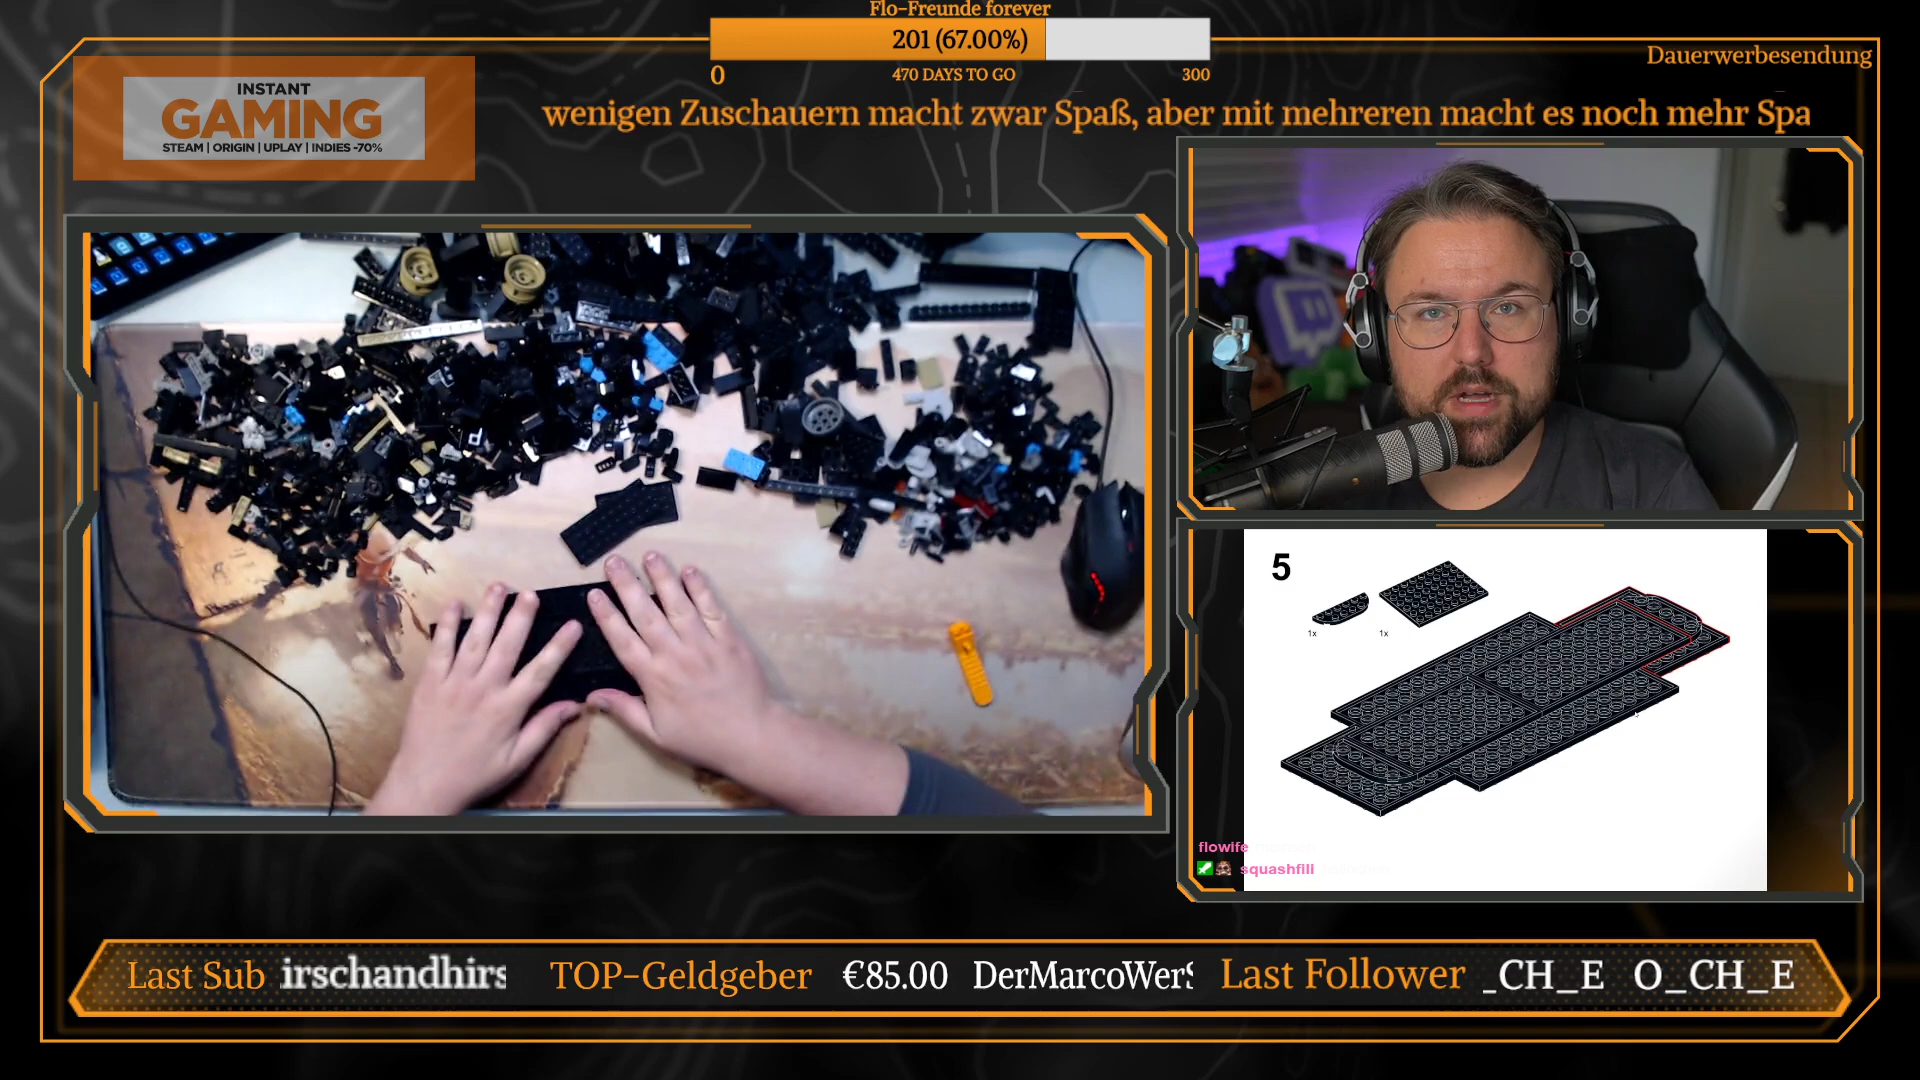 Flo-Freunde forever
201 (67.00%)
0
470 DAYS TO GO
300
Dauerwerbesendung
INSTANT
GAMING
STEAM | ORIGIN | UPLAY | INDIES -70%
wenigen Zuschauern macht zwar Spaß, aber mit mehreren macht es noch mehr Spa
5
1x
1x
flowife
squashfill
Last Sub irschandhirs TOP-Geldgeber €85.00 DerMarcoWer Last Follower _CH_E O_CH_E